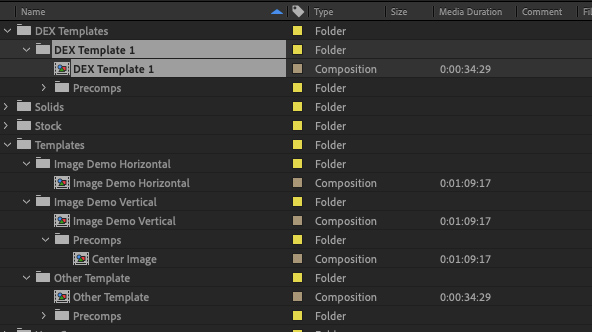 Name Type Size Media Duration Comment
DEX Templates Folder
DEX Template 1 Folder
DEX Template 1 Composition 0:00:34:29
Precomps Folder
Solids Folder
Stock Folder
Templates Folder
Image Demo Horizontal Folder
Image Demo Horizontal Composition 0:01:09:17
Image Demo Vertical Folder
Image Demo Vertical Composition 0:01:09:17
Precomps Folder
Center Image Composition 0:01:09:17
Other Template Folder
Other Template Composition 0:00:34:29
Precomps Folder